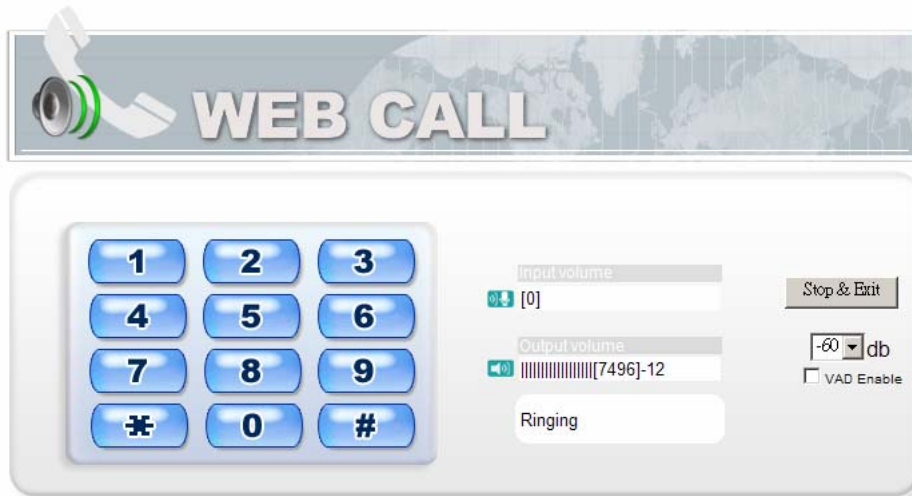 WEB CALL
1 2 3
4 5 6
7 8 9
* 0 #
Input volume
[0]
Output volume
||||||||||||||||||[7496]-12
Ringing
Stop & Exit
-60 db
VAD Enable